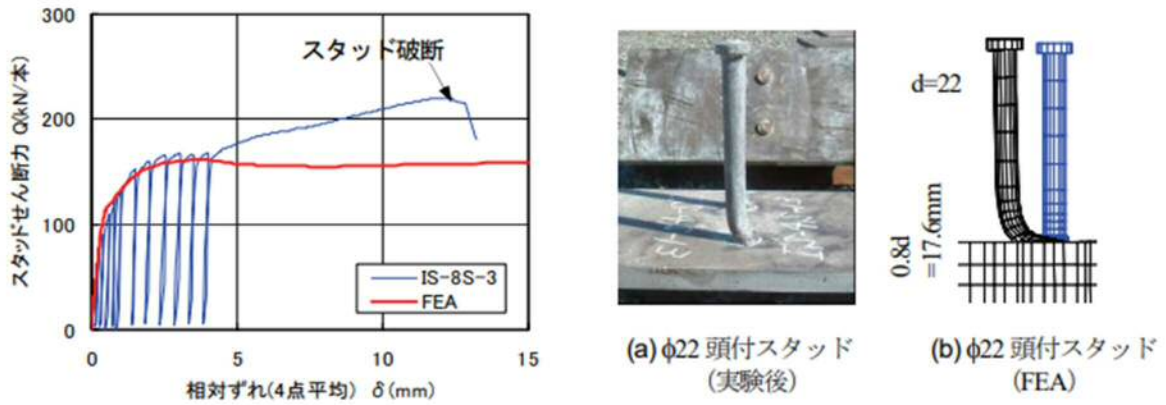 300
200
100
0
0
5
10
15
スタッドせん断力 Q(kN/本)
相対ずれ(4点平均) δ(mm)
スタッド破断
IS-8S-3
FEA
(a) ϕ22 頭付スタッド
(実験後)
d=22
0.8d
=17.6mm
(b) ϕ22 頭付スタッド
(FEA)